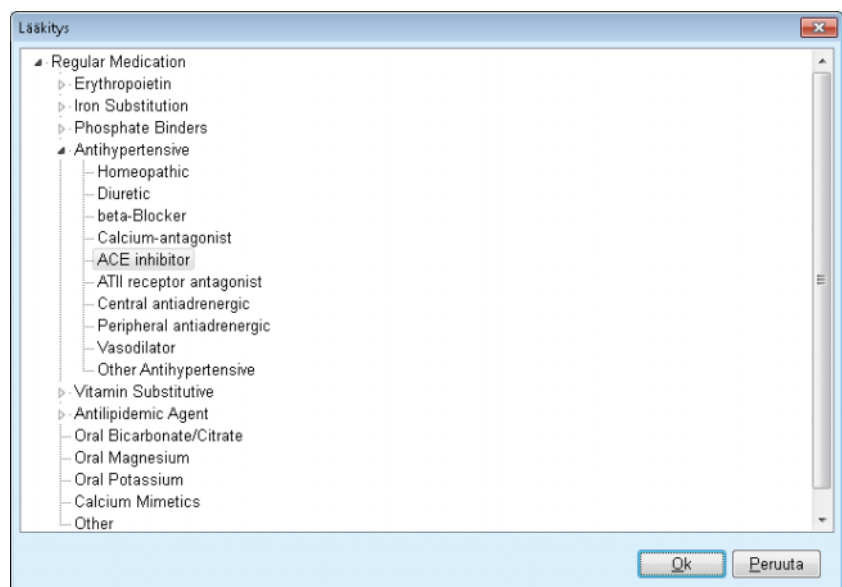 Lääkitys
Regular Medication
Erythropoietin
Iron Substitution
Phosphate Binders
Antihypertensive
Homeopathic
Diuretic
beta-Blocker
Calcium-antagonist
ACE inhibitor
ATII receptor antagonist
Central antiadrenergic
Peripheral antiadrenergic
Vasodilator
Other Antihypertensive
Vitamin Substitutive
Antilipidemic Agent
Oral Bicarbonate/Citrate
Oral Magnesium
Oral Potassium
Calcium Mimetics
Other
Ok Peruuta